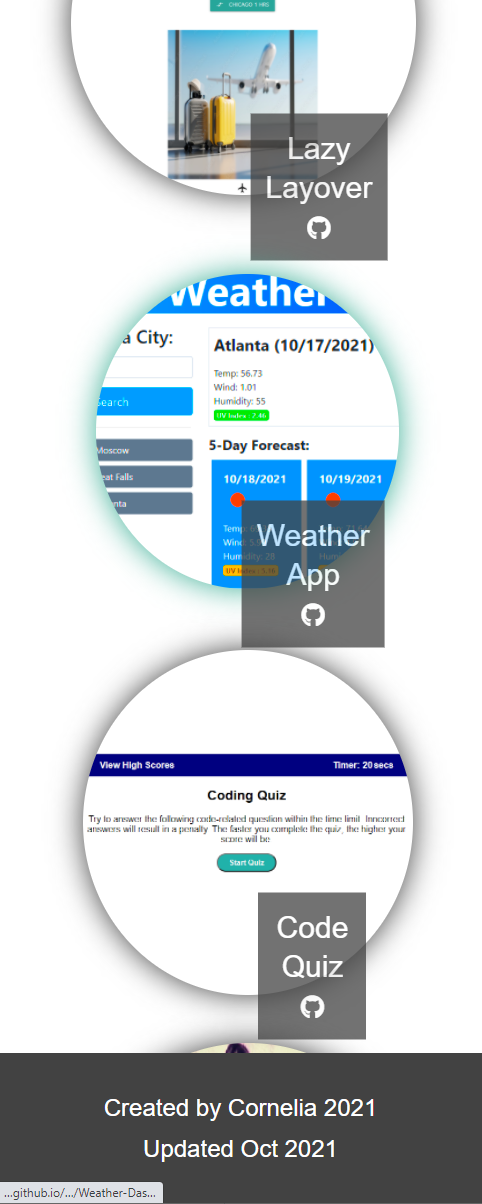 CHICAGO 5 HRS
Lazy
Layover
Weather
a City:
Atlanta (10/17/2021)
Temp: 56.73
Wind: 1.01
Humidity: 55
UV Index : 2.46
Search
Moscow
eat Falls
nta
5-Day Forecast:
10/18/2021
10/19/2021
Temp:
Wind:
Humidity: 28
UV Index : 5.16
Weather
App
View High Scores
Timer: 20 secs
Coding Quiz
Try to answer the following code-related question within the time limit. Inncorrect
answers will result in a penalty. The faster you complete the quiz, the higher your
score will be
Start Quiz
Code
Quiz
Created by Cornelia 2021
Updated Oct 2021
...github.io/.../Weather-Das...